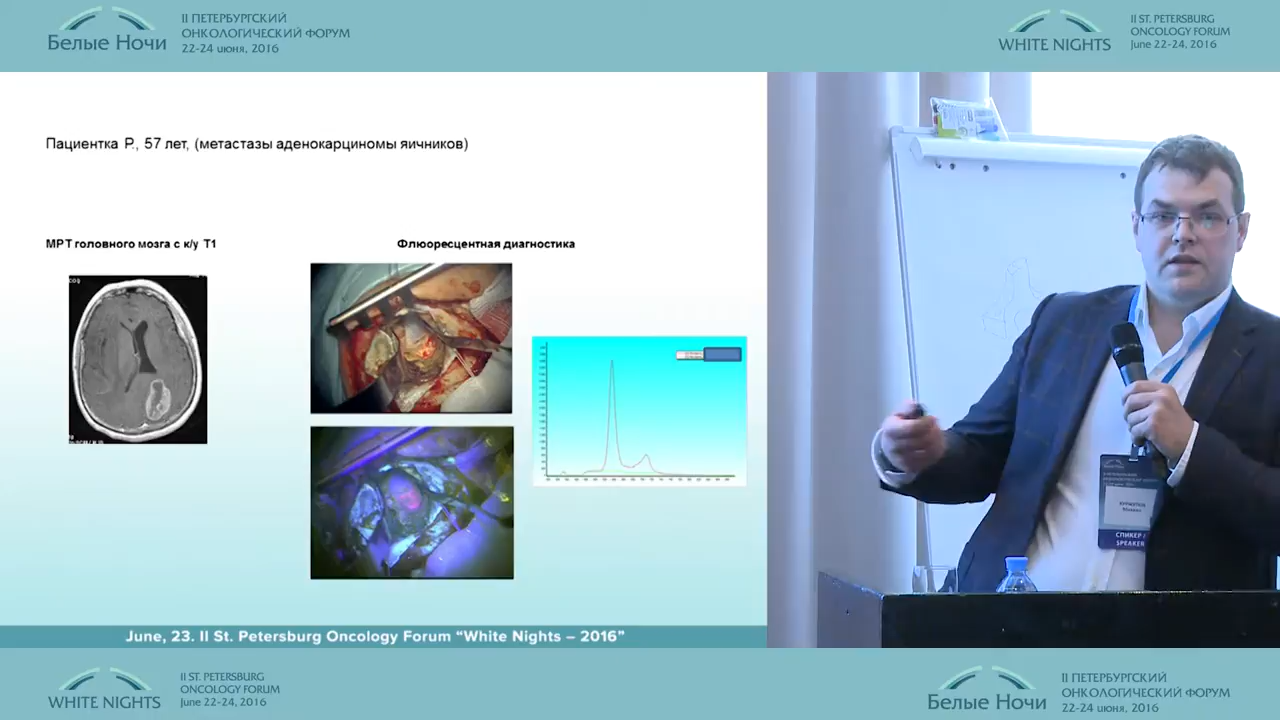 II ПЕТЕРБУРГСКИЙ
ОНКОЛОГИЧЕСКИЙ ФОРУМ
Белые Ночи
22-24 июня, 2016
II ST. PETERSBURG
ONCOLOGY FORUM
WHITE NIGHTS
June 22-24, 2016
Пациентка Р., 57 лет, (метастазы аденокарциномы яичников)
МРТ головного мозга с к/у T1
Флюоресцентная диагностика
СПИКЕР
SPEAKER
June, 23. II St. Petersburg Oncology Forum “White Nights – 2016”
II ST. PETERSBURG
ONCOLOGY FORUM
WHITE NIGHTS
June 22-24, 2016
II ПЕТЕРБУРГСКИЙ
ОНКОЛОГИЧЕСКИЙ ФОРУМ
Белые Ночи
22-24 июня, 2016